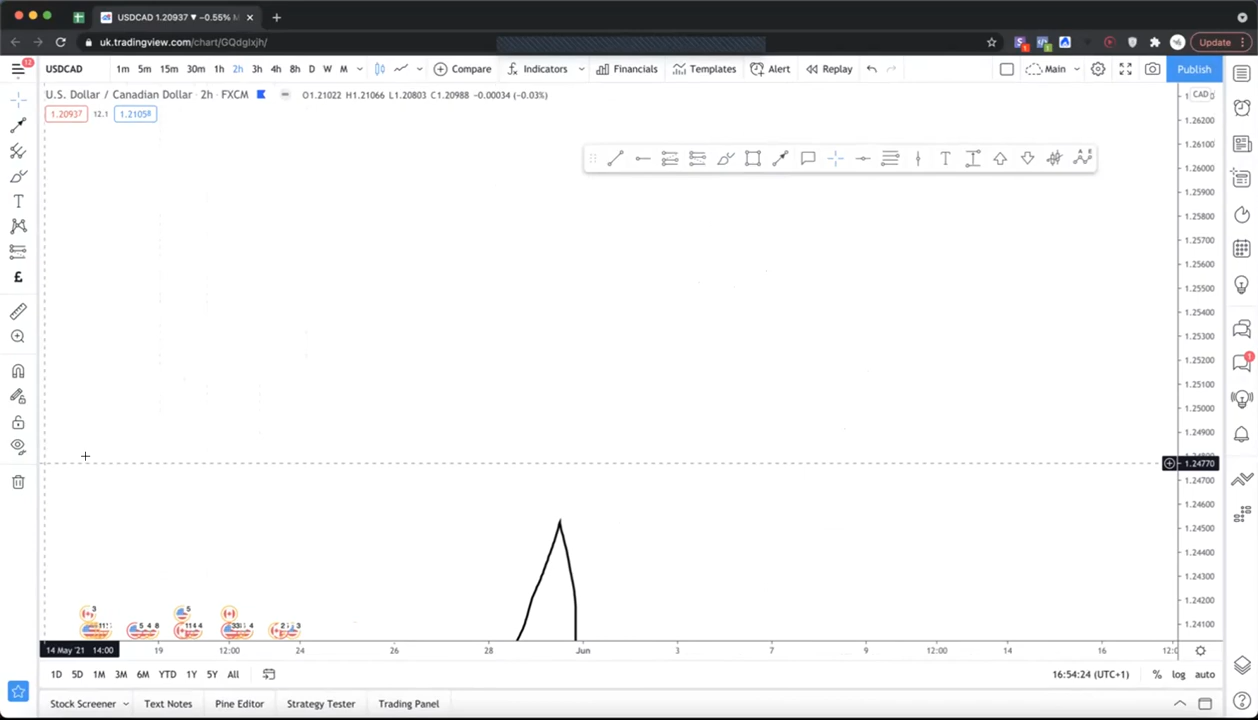 USDCAD 1.20937 ▼ −0.55%
uk.tradingview.com/chart/GQdgIxjh/
Update
12
USDCAD 1m 5m 15m 30m 1h 2h 3h 4h 8h D W M Compare Indicators Financials Templates Alert Replay Main Publish
U.S. Dollar / Canadian Dollar · 2h · FXCM O1.21022 H1.21066 L1.20803 C1.20988 −0.00034 (−0.03%)
CAD
1.20937 12.1 1.21058
1.26200
1.26100
1.26000
1.25900
1.25800
1.25700
1.25600
1.25500
1.25400
1.25300
1.25200
1.25100
1.25000
1.24900
1.24770
1.24700
1.24600
1.24500
1.24400
1.24300
1.24200
1.24100
£
1
3 5
5 4 8
14 May '21 14:00 19 12:00 24 26 28 Jun 3 7 9 12:00 14 16
1D 5D 1M 3M 6M YTD 1Y 5Y All 16:54:24 (UTC+1) % log auto
Stock Screener Text Notes Pine Editor Strategy Tester Trading Panel